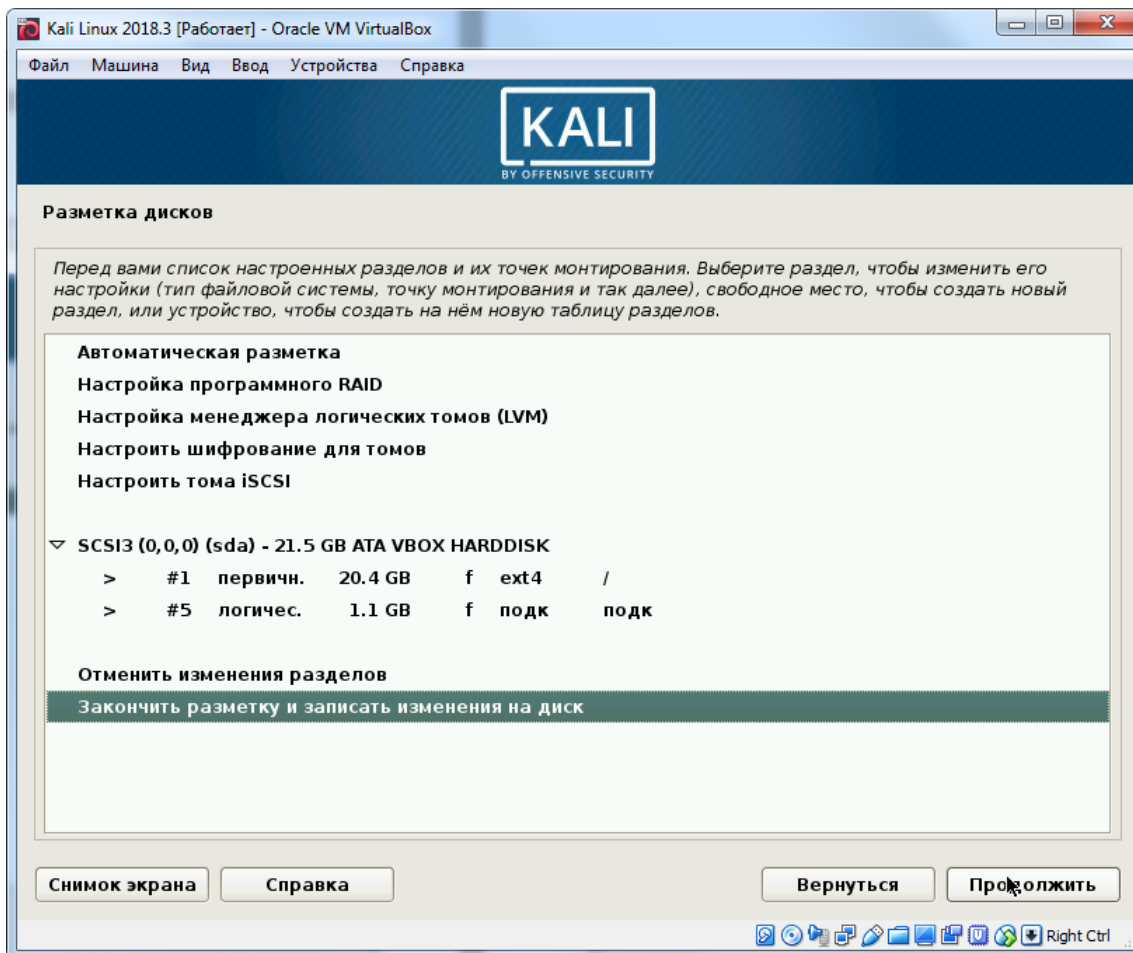 Kali Linux 2018.3 [Работает] - Oracle VM VirtualBox
Файл Машина Вид Ввод Устройства Справка
KALI
BY OFFENSIVE SECURITY
Разметка дисков
Перед вами список настроенных разделов и их точек монтирования. Выберите раздел, чтобы изменить его
настройки (тип файловой системы, точку монтирования и так далее), свободное место, чтобы создать новый
раздел, или устройство, чтобы создать на нём новую таблицу разделов.
Автоматическая разметка
Настройка программного RAID
Настройка менеджера логических томов (LVM)
Настроить шифрование для томов
Настроить тома iSCSI
SCSI3 (0,0,0) (sda) - 21.5 GB ATA VBOX HARDDISK
> #1 первичн. 20.4 GB f ext4 /
> #5 логичес. 1.1 GB f подк подк
Отменить изменения разделов
Закончить разметку и записать изменения на диск
Снимок экрана Справка Вернуться Продолжить
Right Ctrl